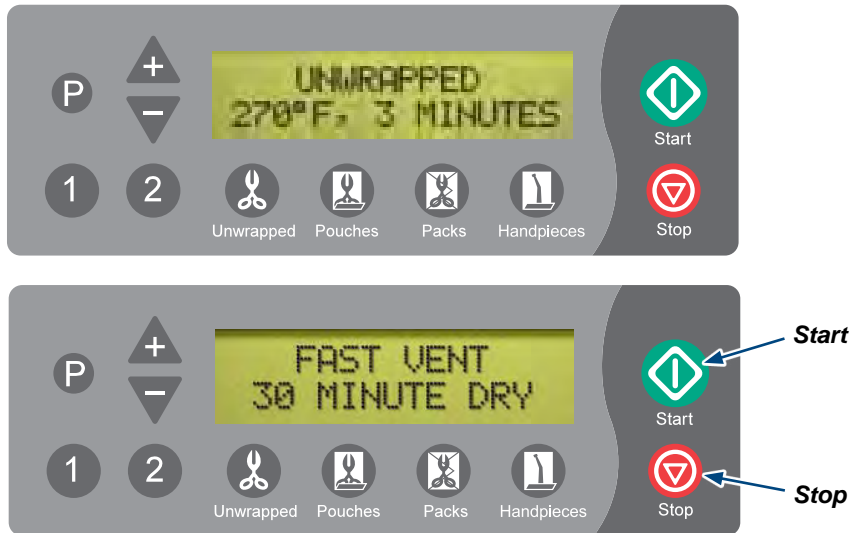 P
+
−
UNWRAPPED
270°F, 3 MINUTES
Start
1
2
Unwrapped
Pouches
Packs
Handpieces
Stop
P
+
−
FAST VENT
30 MINUTE DRY
Start
Start
1
2
Unwrapped
Pouches
Packs
Handpieces
Stop
Stop